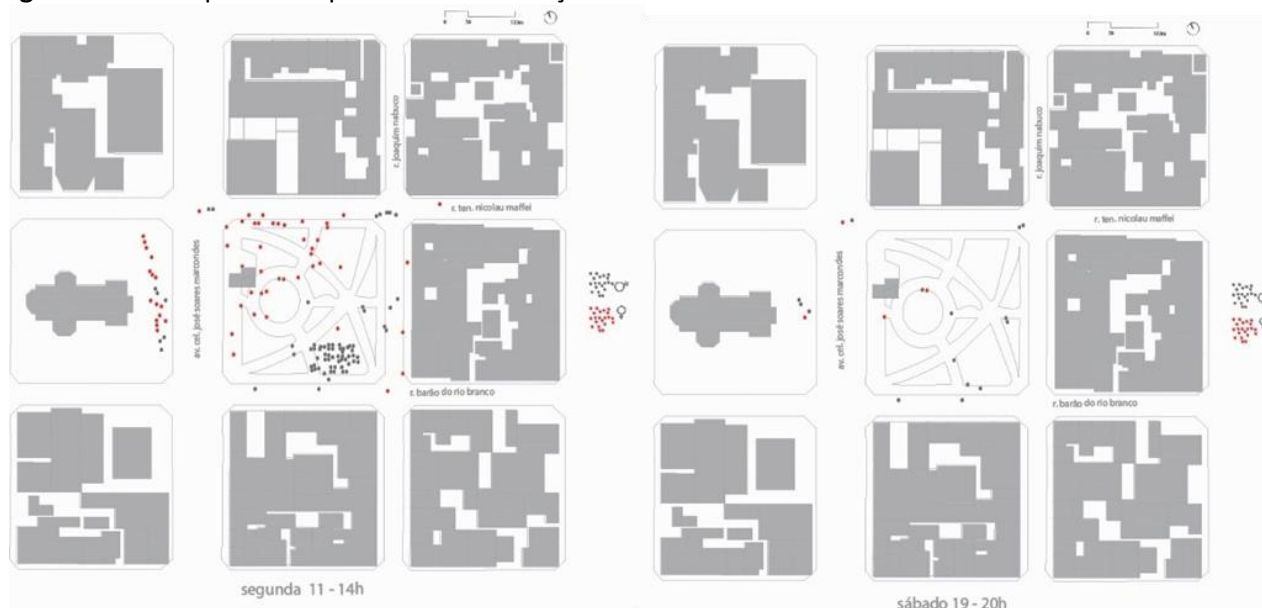 r. joaquim nabuco
r. ten. nicolau maffei
av. cel. josé soares marcondes
r. barão do rio branco
segunda 11 - 14h
r. joaquim nabuco
r. ten. nicolau maffei
av. cel. josé soares marcondes
r. barão do rio branco
sábado 19 - 20h